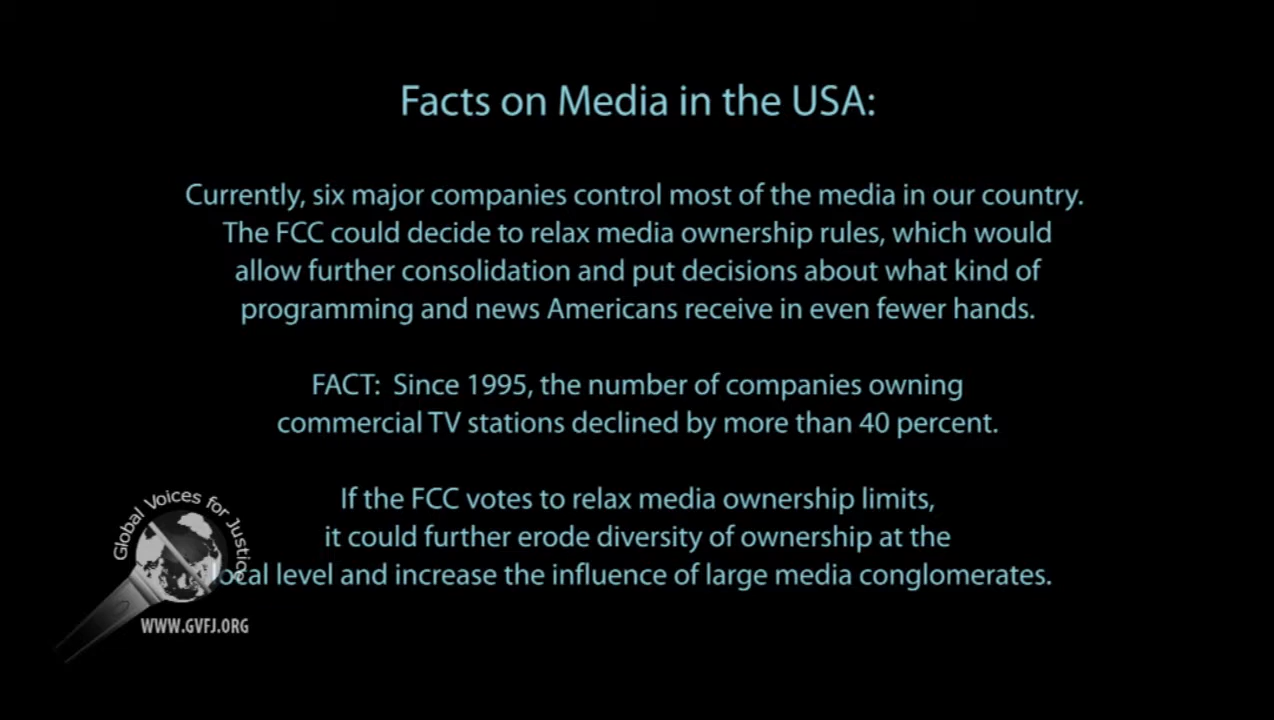 Facts on Media in the USA:
Currently, six major companies control most of the media in our country.
The FCC could decide to relax media ownership rules, which would
allow further consolidation and put decisions about what kind of
programming and news Americans receive in even fewer hands.
FACT:  Since 1995, the number of companies owning
commercial TV stations declined by more than 40 percent.
If the FCC votes to relax media ownership limits,
it could further erode diversity of ownership at the
local level and increase the influence of large media conglomerates.
Global Voices for Justice
WWW.GVFJ.ORG